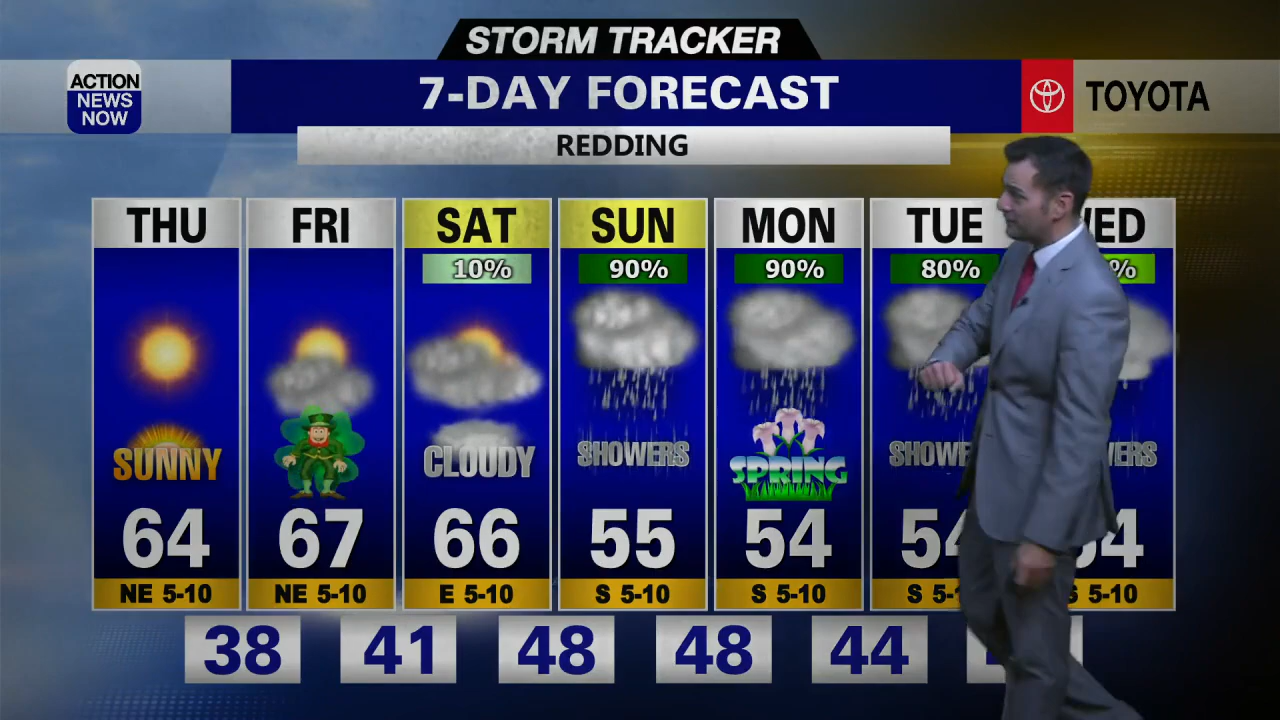 STORM TRACKER
ACTION
NEWS
NOW
7-DAY FORECAST
TOYOTA
REDDING
THU FRI SAT SUN MON TUE
10% 90% 90% 80%
SUNNY CLOUDY SHOWERS SPRING
64 67 66 55 54
NE 5-10 NE 5-10 E 5-10 S 5-10 S 5-10
38 41 48 48 44